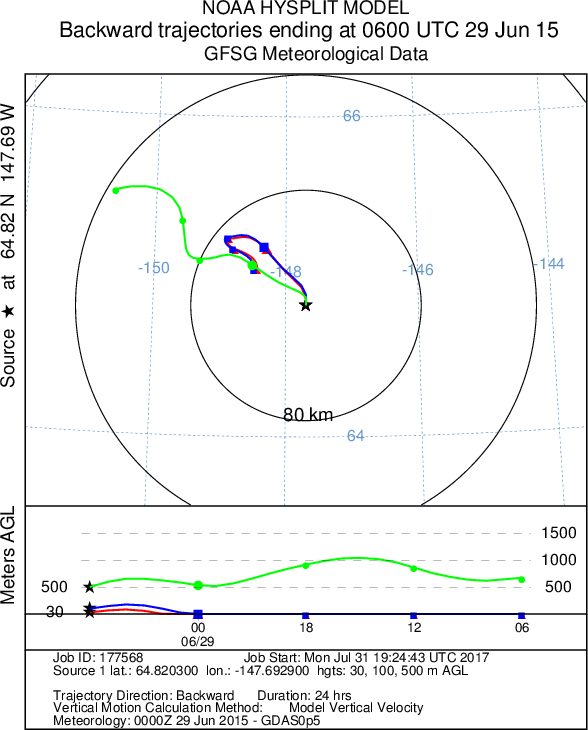 NOAA HYSPLIT MODEL
Backward trajectories ending at 0600 UTC 29 Jun 15
GFSG Meteorological Data
Source ★ at 64.82 N 147.69 W
66
-150
-148
-146
-144
80 km
64
Meters AGL
1500
1000
500
500
30
00
18
12
06
06/29
Job ID: 177568 Job Start: Mon Jul 31 19:24:43 UTC 2017
Source 1 lat.: 64.820300 lon.: -147.692900 hgts: 30, 100, 500 m AGL
Trajectory Direction: Backward Duration: 24 hrs
Vertical Motion Calculation Method: Model Vertical Velocity
Meteorology: 0000Z 29 Jun 2015 - GDAS0p5